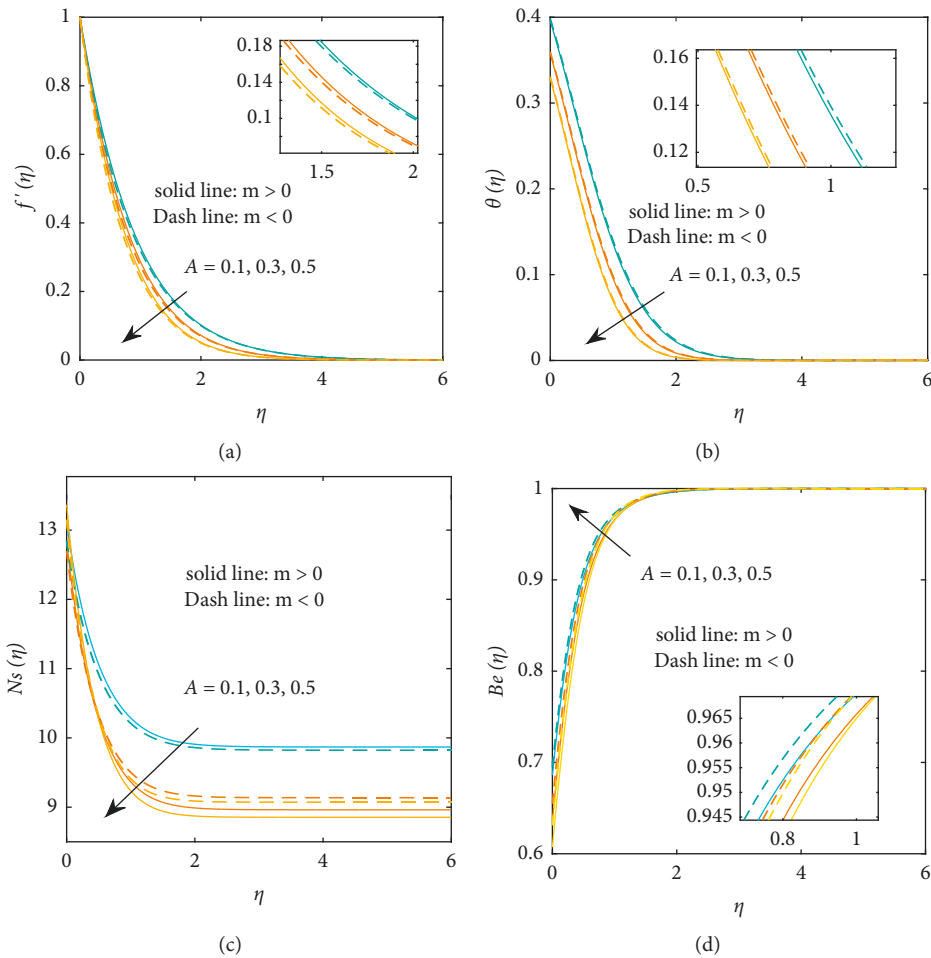 1
0.8
0.6
0.4
0.2
0
f ′ (η)
0.18
0.14
0.1
1.5
2
solid line: m > 0
Dash line: m < 0
A = 0.1, 0.3, 0.5
0
2
4
6
η
(a)
0.4
0.3
0.2
0.1
0
θ (η)
0.16
0.14
0.12
0.5
1
solid line: m > 0
Dash line: m < 0
A = 0.1, 0.3, 0.5
0
2
4
6
η
(b)
13
12
11
10
9
Ns (η)
solid line: m > 0
Dash line: m < 0
A = 0.1, 0.3, 0.5
0
2
4
6
η
(c)
1
0.9
0.8
0.7
0.6
Be (η)
A = 0.1, 0.3, 0.5
solid line: m > 0
Dash line: m < 0
0.965
0.96
0.955
0.95
0.945
0.8
1
0
2
4
6
η
(d)